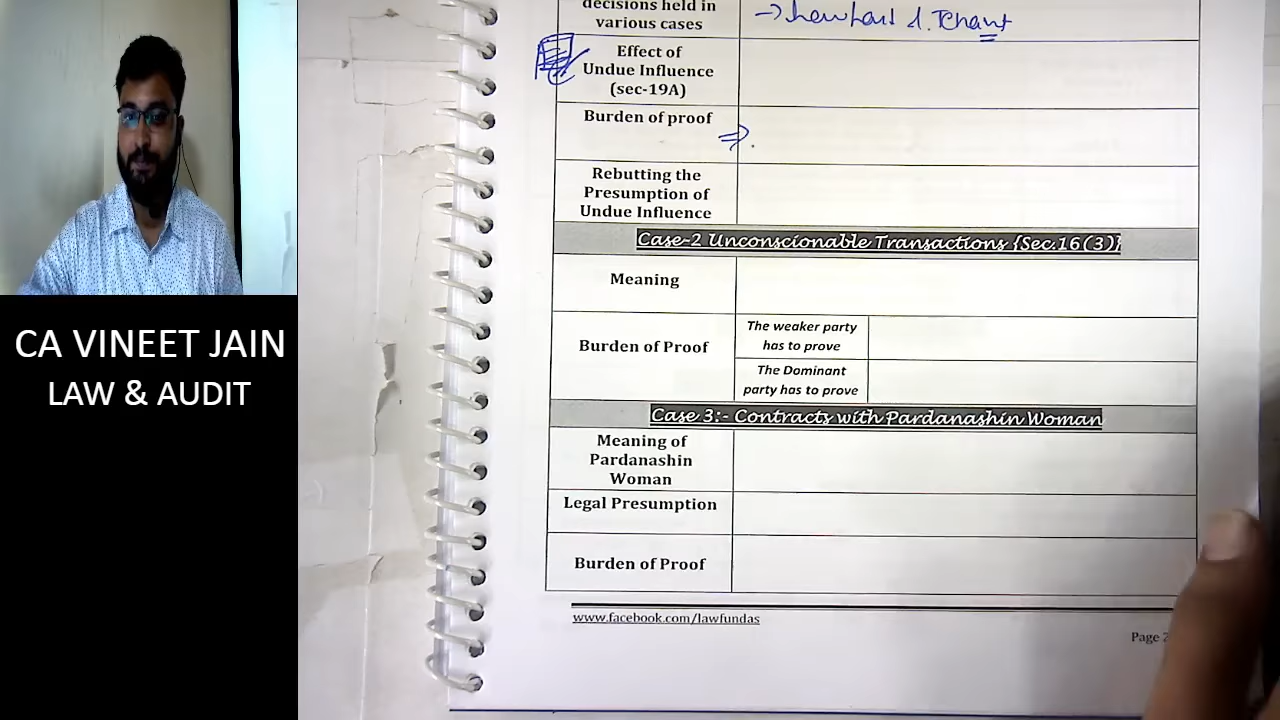 decisions held in
various cases
Effect of
Undue Influence
(sec-19A)
Burden of proof
Rebutting the
Presumption of
Undue Influence
Case-2 Unconscionable Transactions {Sec.16(3)}
Meaning
Burden of Proof
The weaker party
has to prove
The Dominant
party has to prove
Case 3:- Contracts with Pardanashin Woman
Meaning of
Pardanashin
Woman
Legal Presumption
Burden of Proof
www.facebook.com/lawfundas
Page
CA VINEET JAIN
LAW & AUDIT